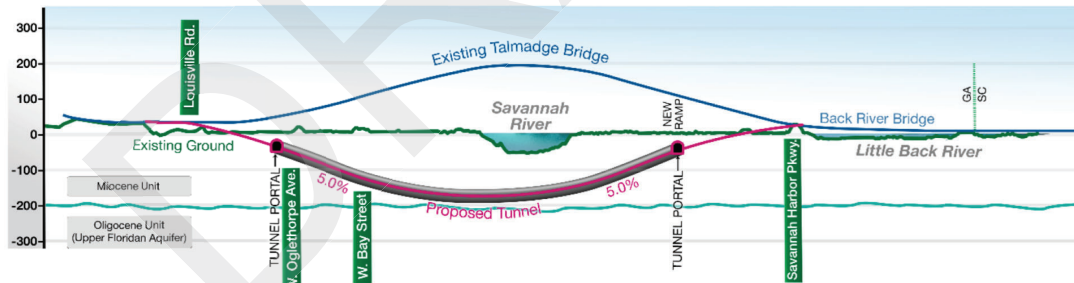 300
200
100
0
-100
-200
-300
Louisville Rd.
Existing Talmadge Bridge
Savannah
River
NEW
RAMP
GA
SC
Back River Bridge
Existing Ground
Little Back River
Miocene Unit
Oligocene Unit
(Upper Floridan Aquifer)
TUNNEL PORTAL
5.0%
Proposed Tunnel
5.0%
TUNNEL PORTAL
W. Oglethorpe Ave.
W. Bay Street
Savannah Harbor Pkwy.